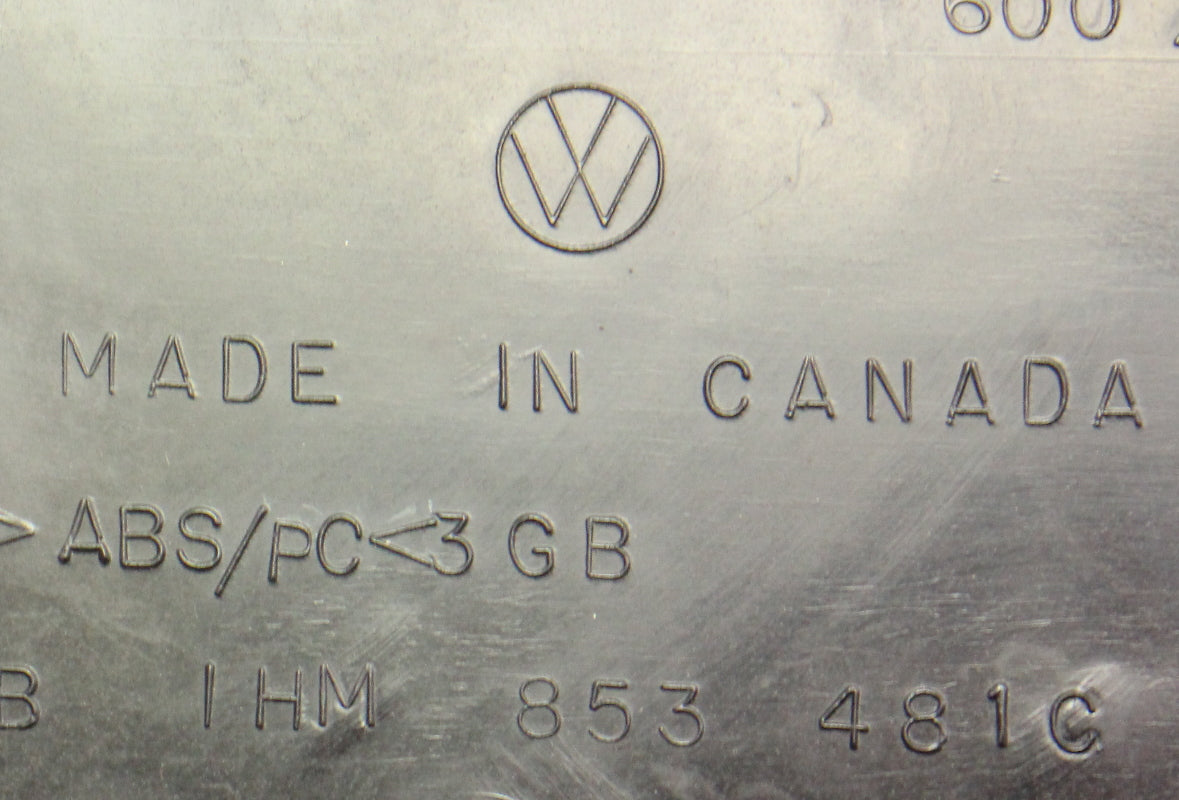 600
MADE IN CANADA
>ABS/PC<3 GB
B 1HM 853 481C